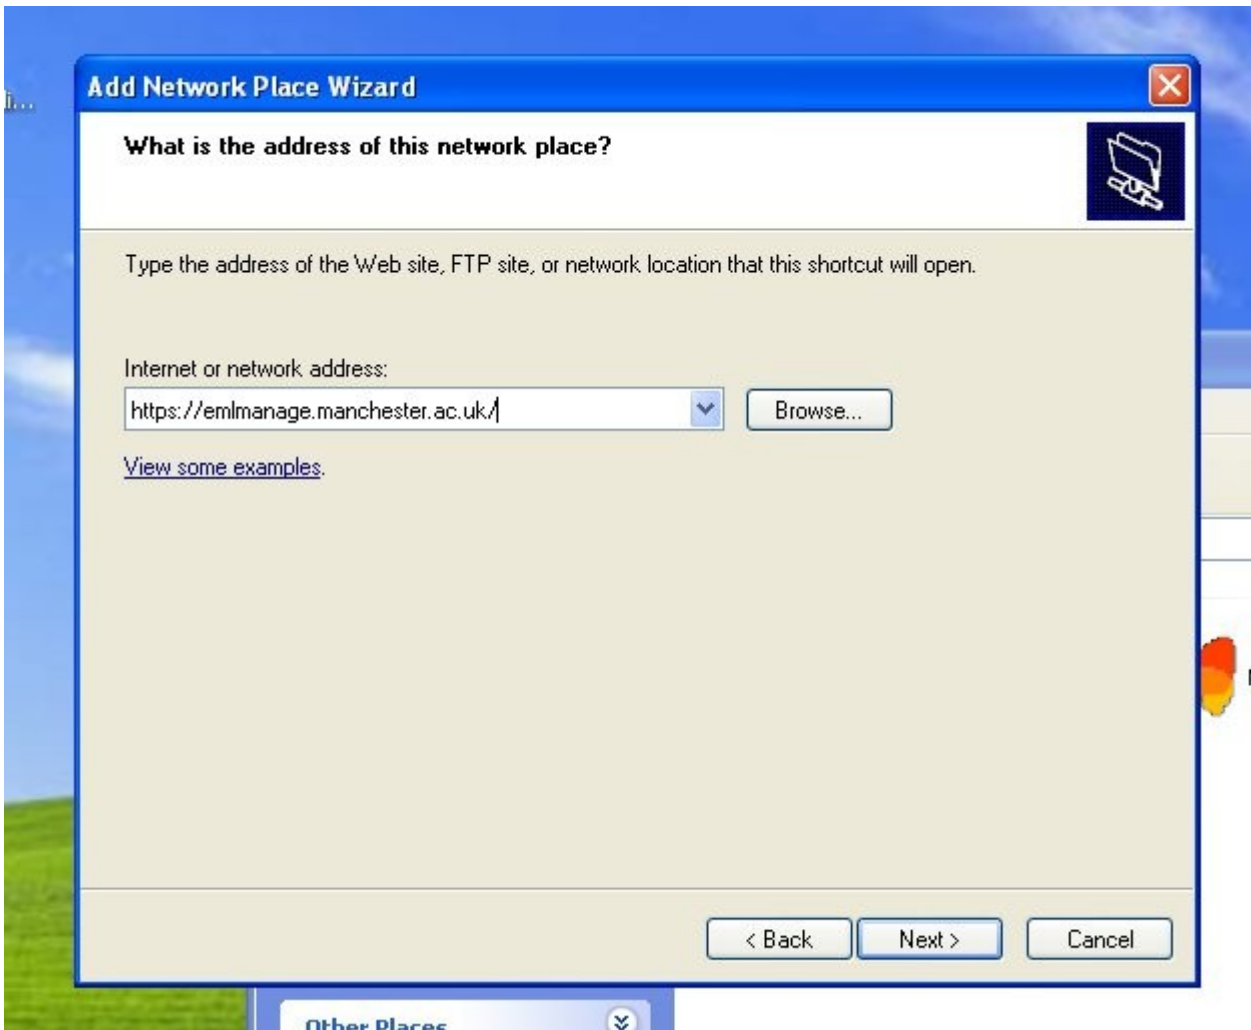 Add Network Place Wizard
What is the address of this network place?
Type the address of the Web site, FTP site, or network location that this shortcut will open.
Internet or network address:
https://emlmanage.manchester.ac.uk/
Browse...
View some examples.
< Back
Next >
Cancel
Other Places